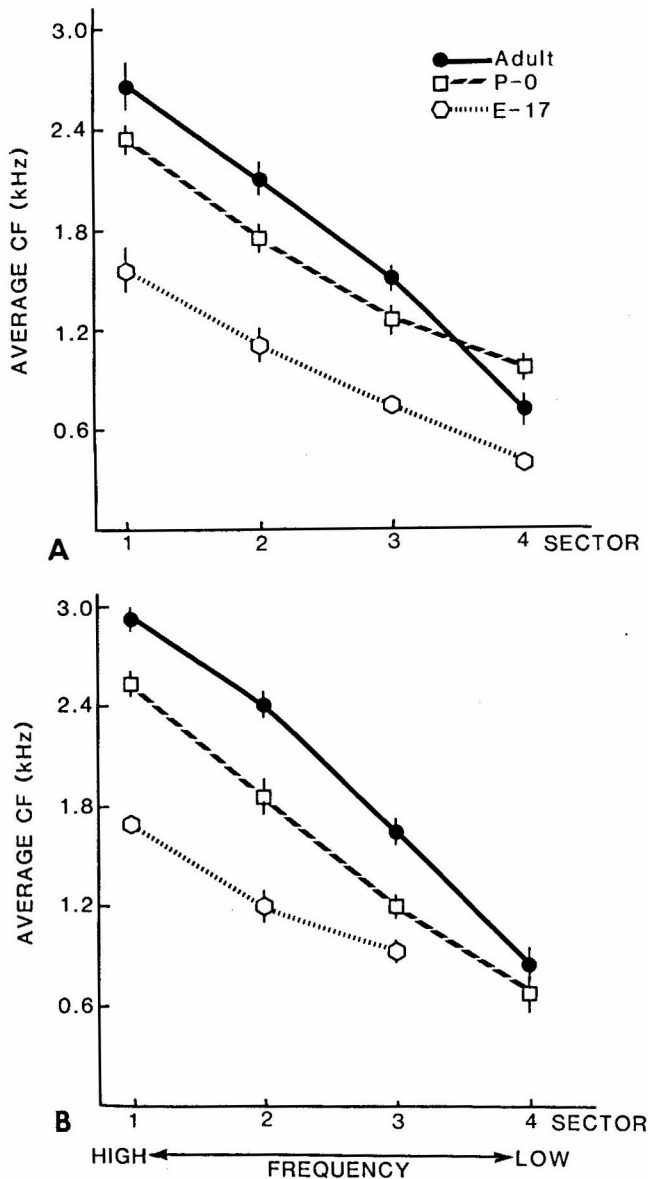 3.0
2.4
1.8
1.2
0.6
AVERAGE CF (kHz)
Adult
P-0
E-17
A
1 2 3 4 SECTOR
3.0
2.4
1.8
1.2
0.6
AVERAGE CF (kHz)
B
1 2 3 4 SECTOR
HIGH LOW
FREQUENCY